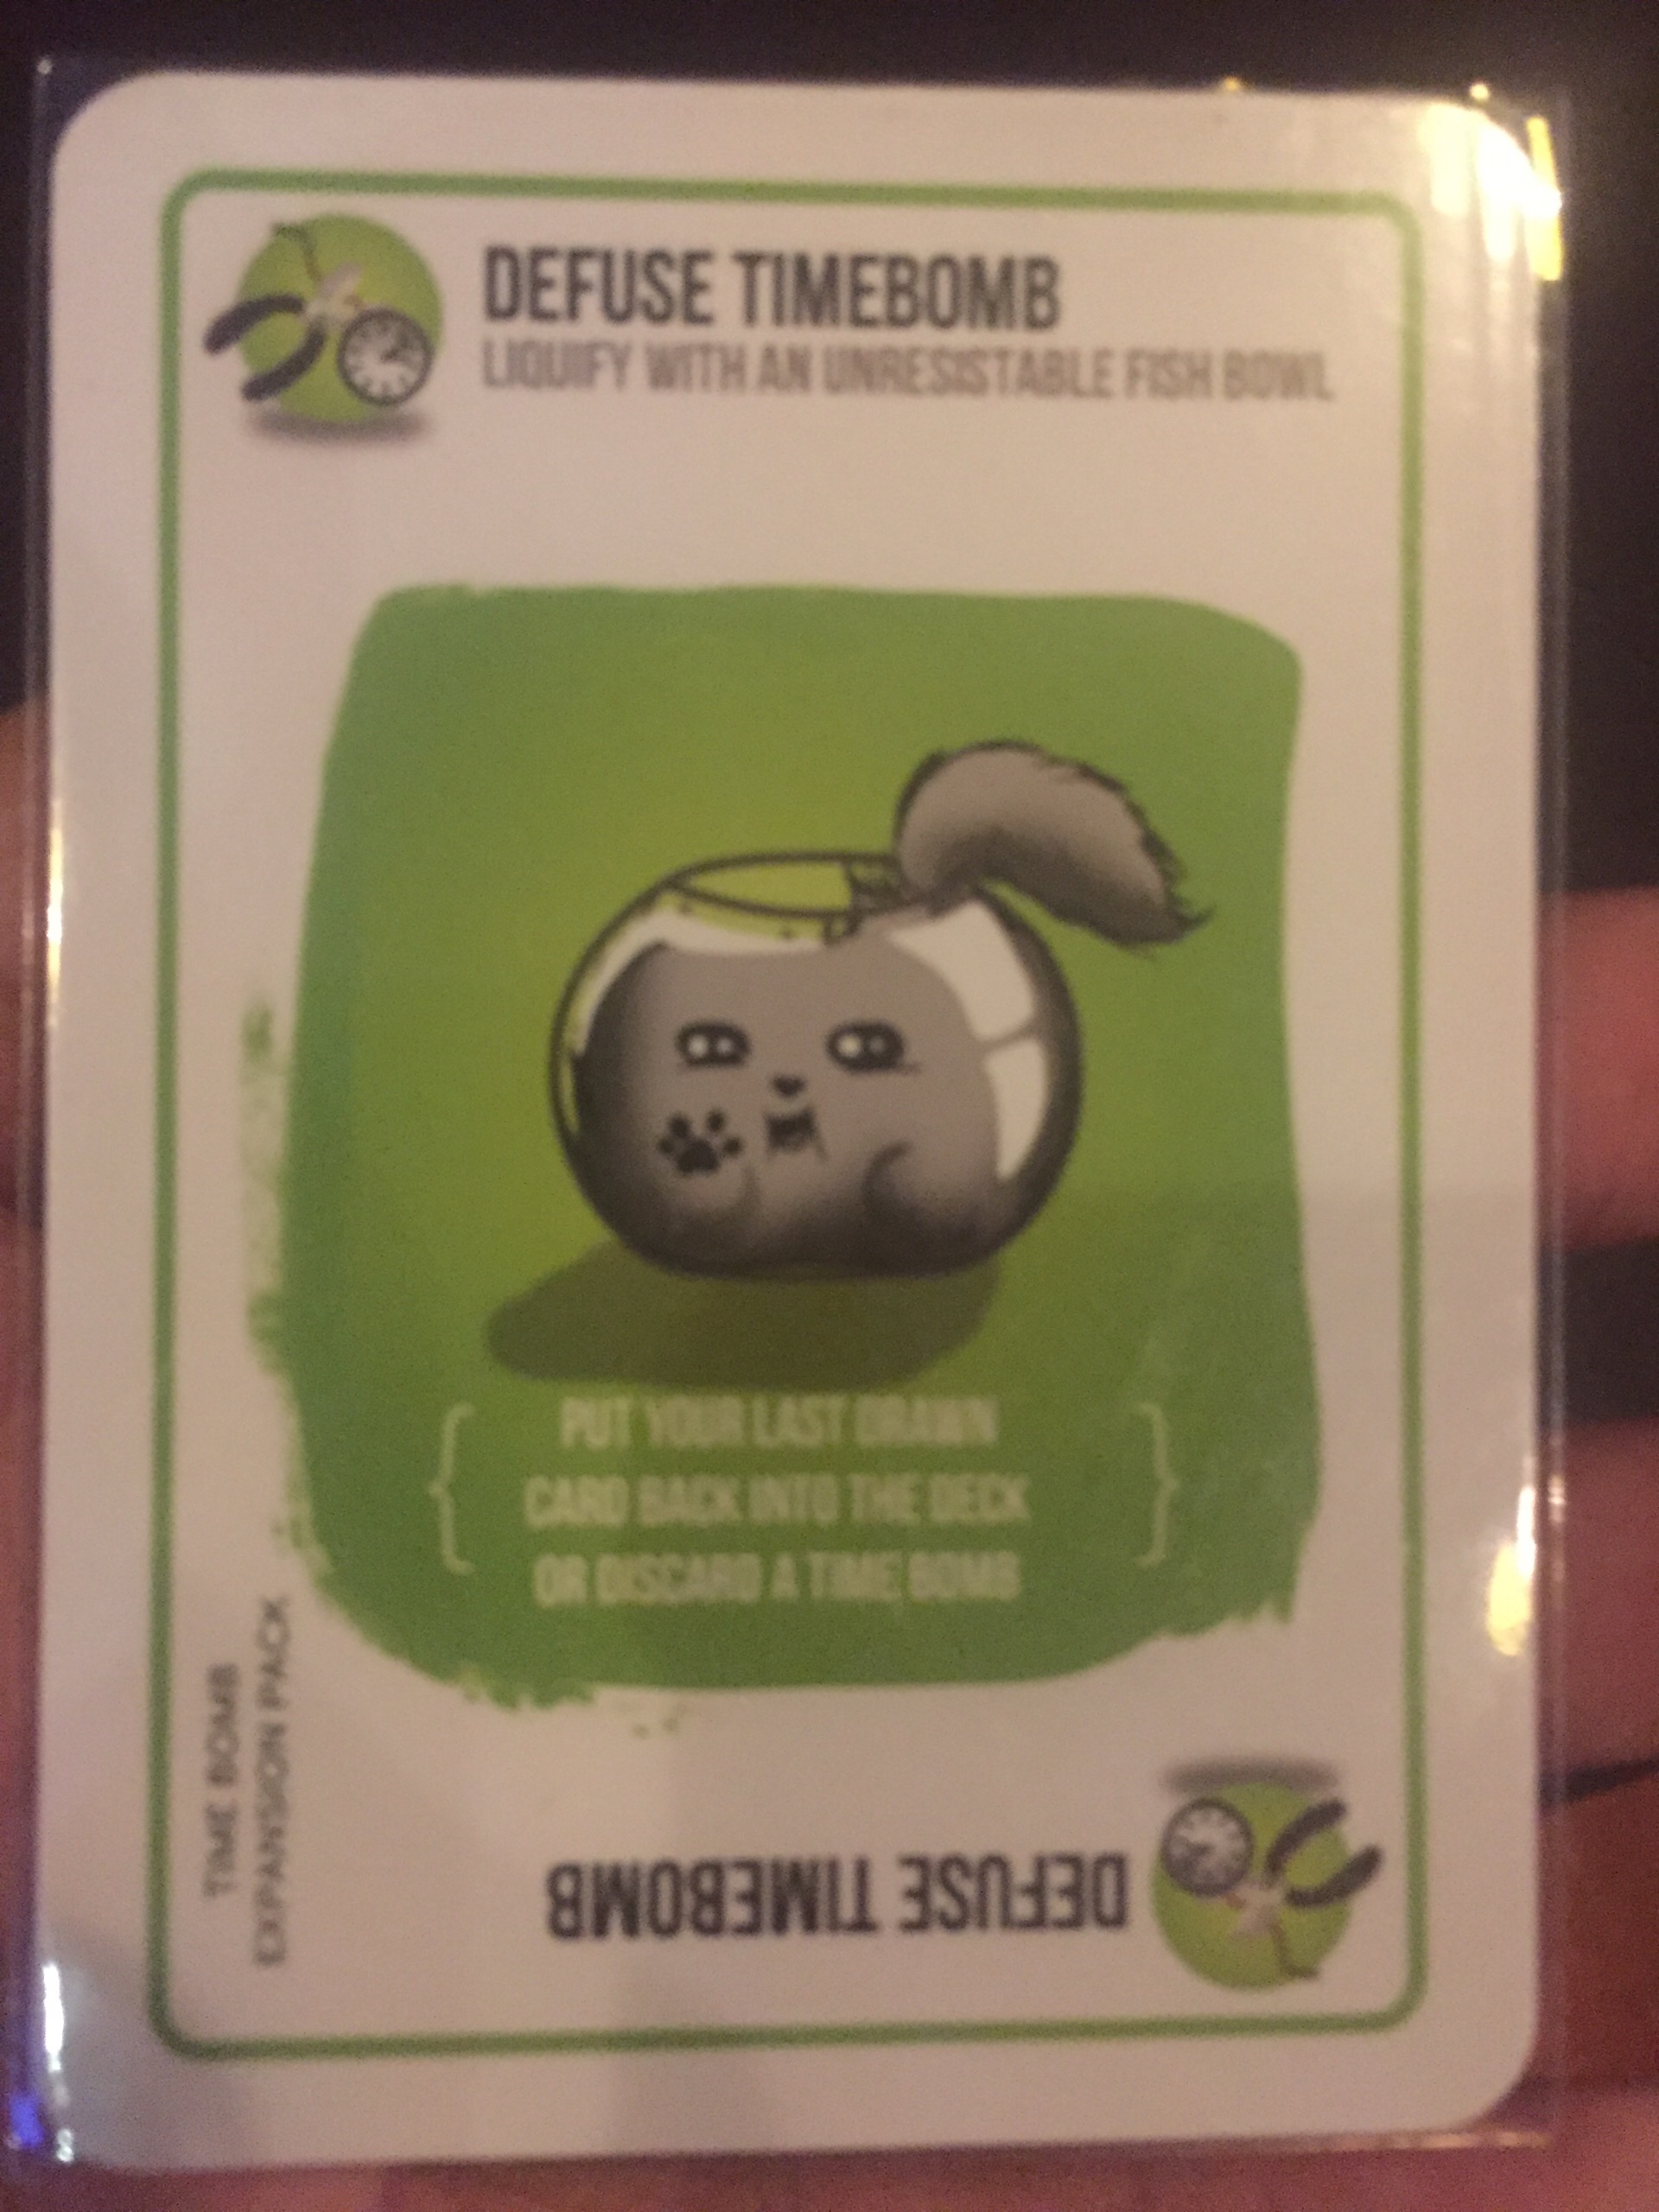 DEFUSE TIMEBOMB
LIQUIFY WITH AN UNRESISTABLE FISH BOWL
PUT YOUR LAST DRAWN
CARD BACK INTO THE DECK
OR DISCARD A TIME BOMB
TIME BOMB
EXPANSION PACK
DEFUSE TIMEBOMB